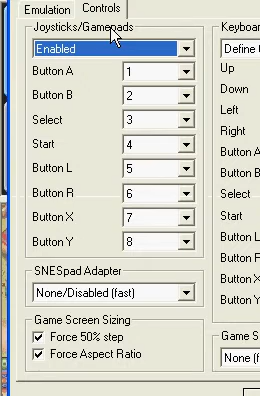 Emulation Controls
Joysticks/Gamepads
Enabled
Button A 1
Button B 2
Select 3
Start 4
Button L 5
Button R 6
Button X 7
Button Y 8
SNESpad Adapter
None/Disabled (fast)
Game Screen Sizing
Force 50% step
Force Aspect Ratio
Keyboar
Define
Up
Down
Left
Right
Button A
Button B
Select
Start
Button L
Button R
Button X
Button Y
Game S
None (f